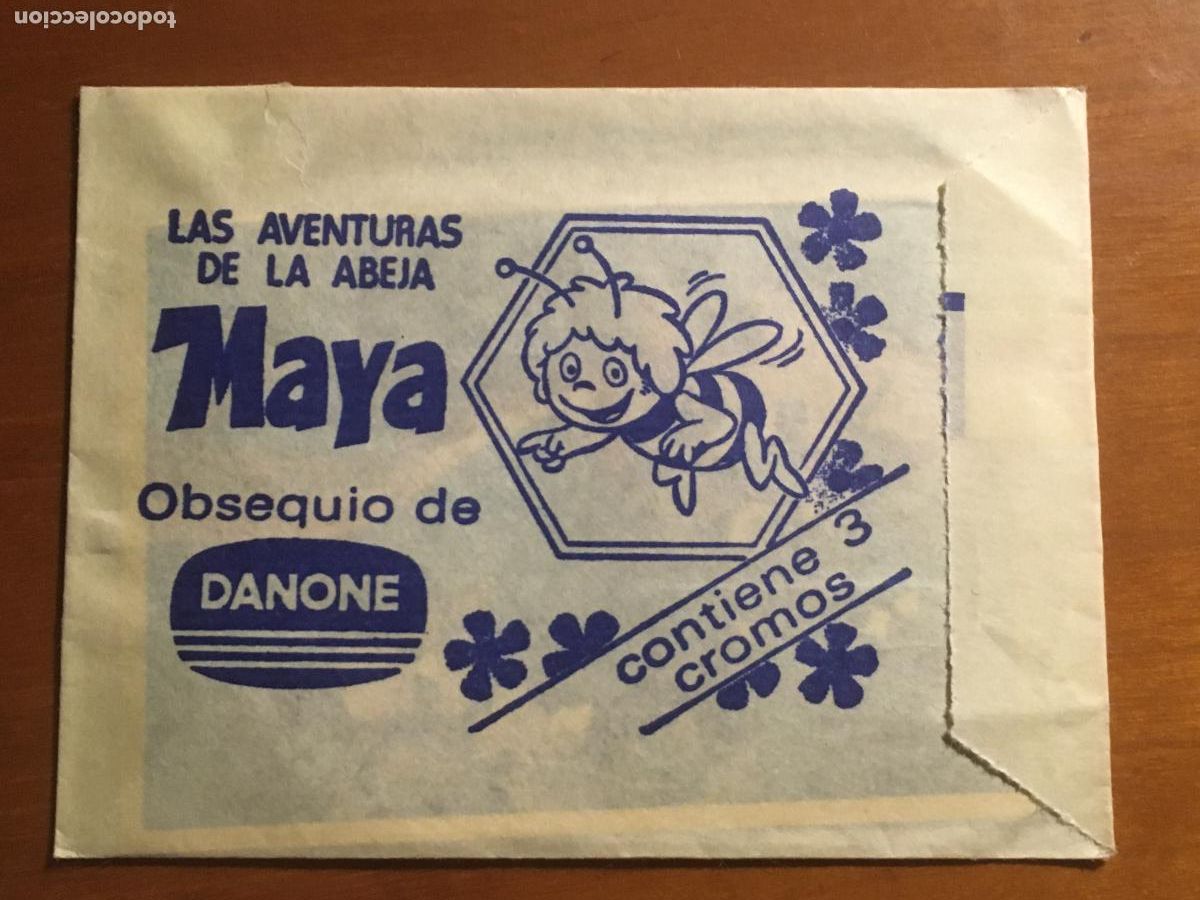 todocoleccion
LAS AVENTURAS
DE LA ABEJA
Maya
Obsequio de
DANONE
contiene 3
cromos